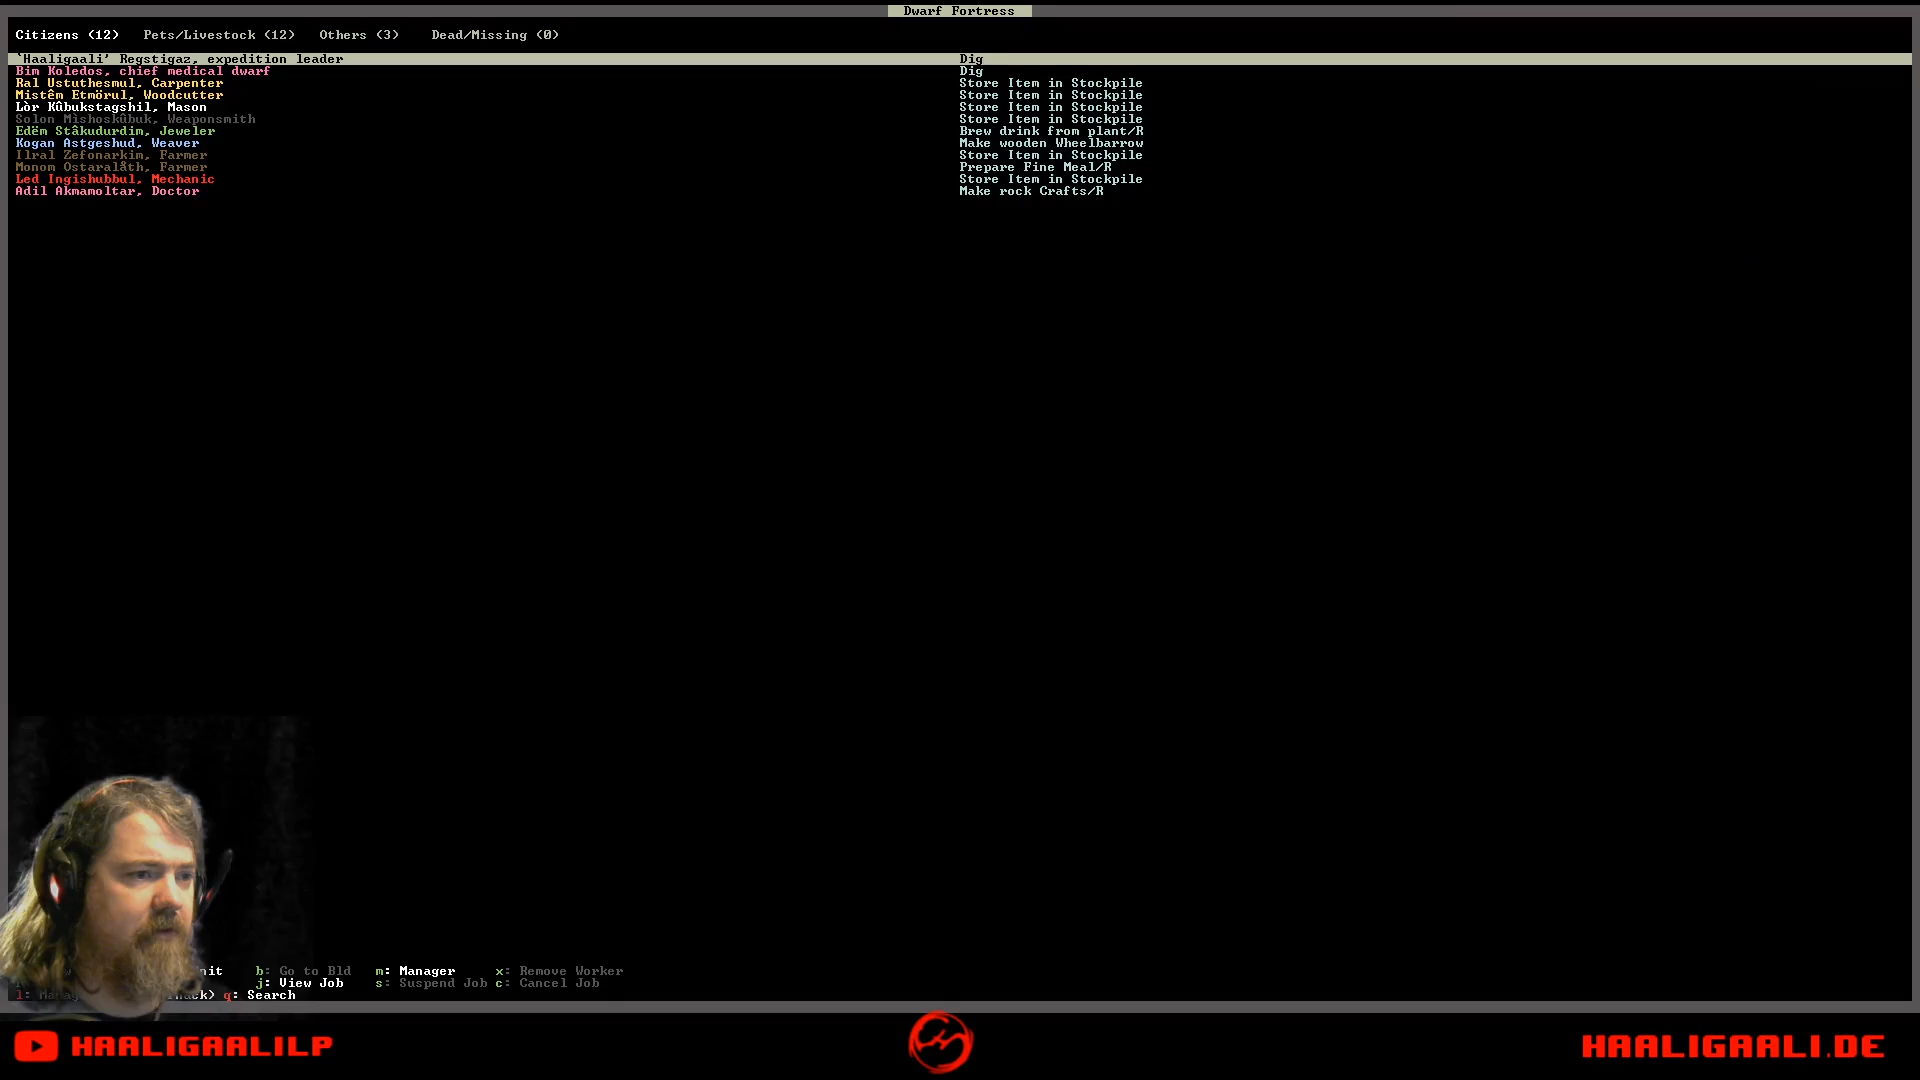 Dwarf Fortress
Citizens (12) Pets/Livestock (12) Others (3) Dead/Missing (0)
`Haaligaali' Regstigaz, expedition leader Dig
Bim Koledos, chief medical dwarf Dig
Ral Ustuthesmul, Carpenter Store Item in Stockpile
Mistêm Etmörul, Woodcutter Store Item in Stockpile
Lòr Kûbukstagshil, Mason Store Item in Stockpile
Solon Mìshoskûbuk, Weaponsmith Store Item in Stockpile
Edëm Stâkudurdim, Jeweler Brew drink from plant/R
Kogan Astgeshud, Weaver Make wooden Wheelbarrow
Ilral Zefonarkim, Farmer Store Item in Stockpile
Monom Ostaralåth, Farmer Prepare Fine Meal/R
Led Ingishubbul, Mechanic Store Item in Stockpile
Adil Akmamoltar, Doctor Make rock Crafts/R
b: Go to Bld m: Manager x: Remove Worker
j: View Job s: Suspend Job c: Cancel Job
q: Search
HAALIGAALILP
HAALIGAALI.DE